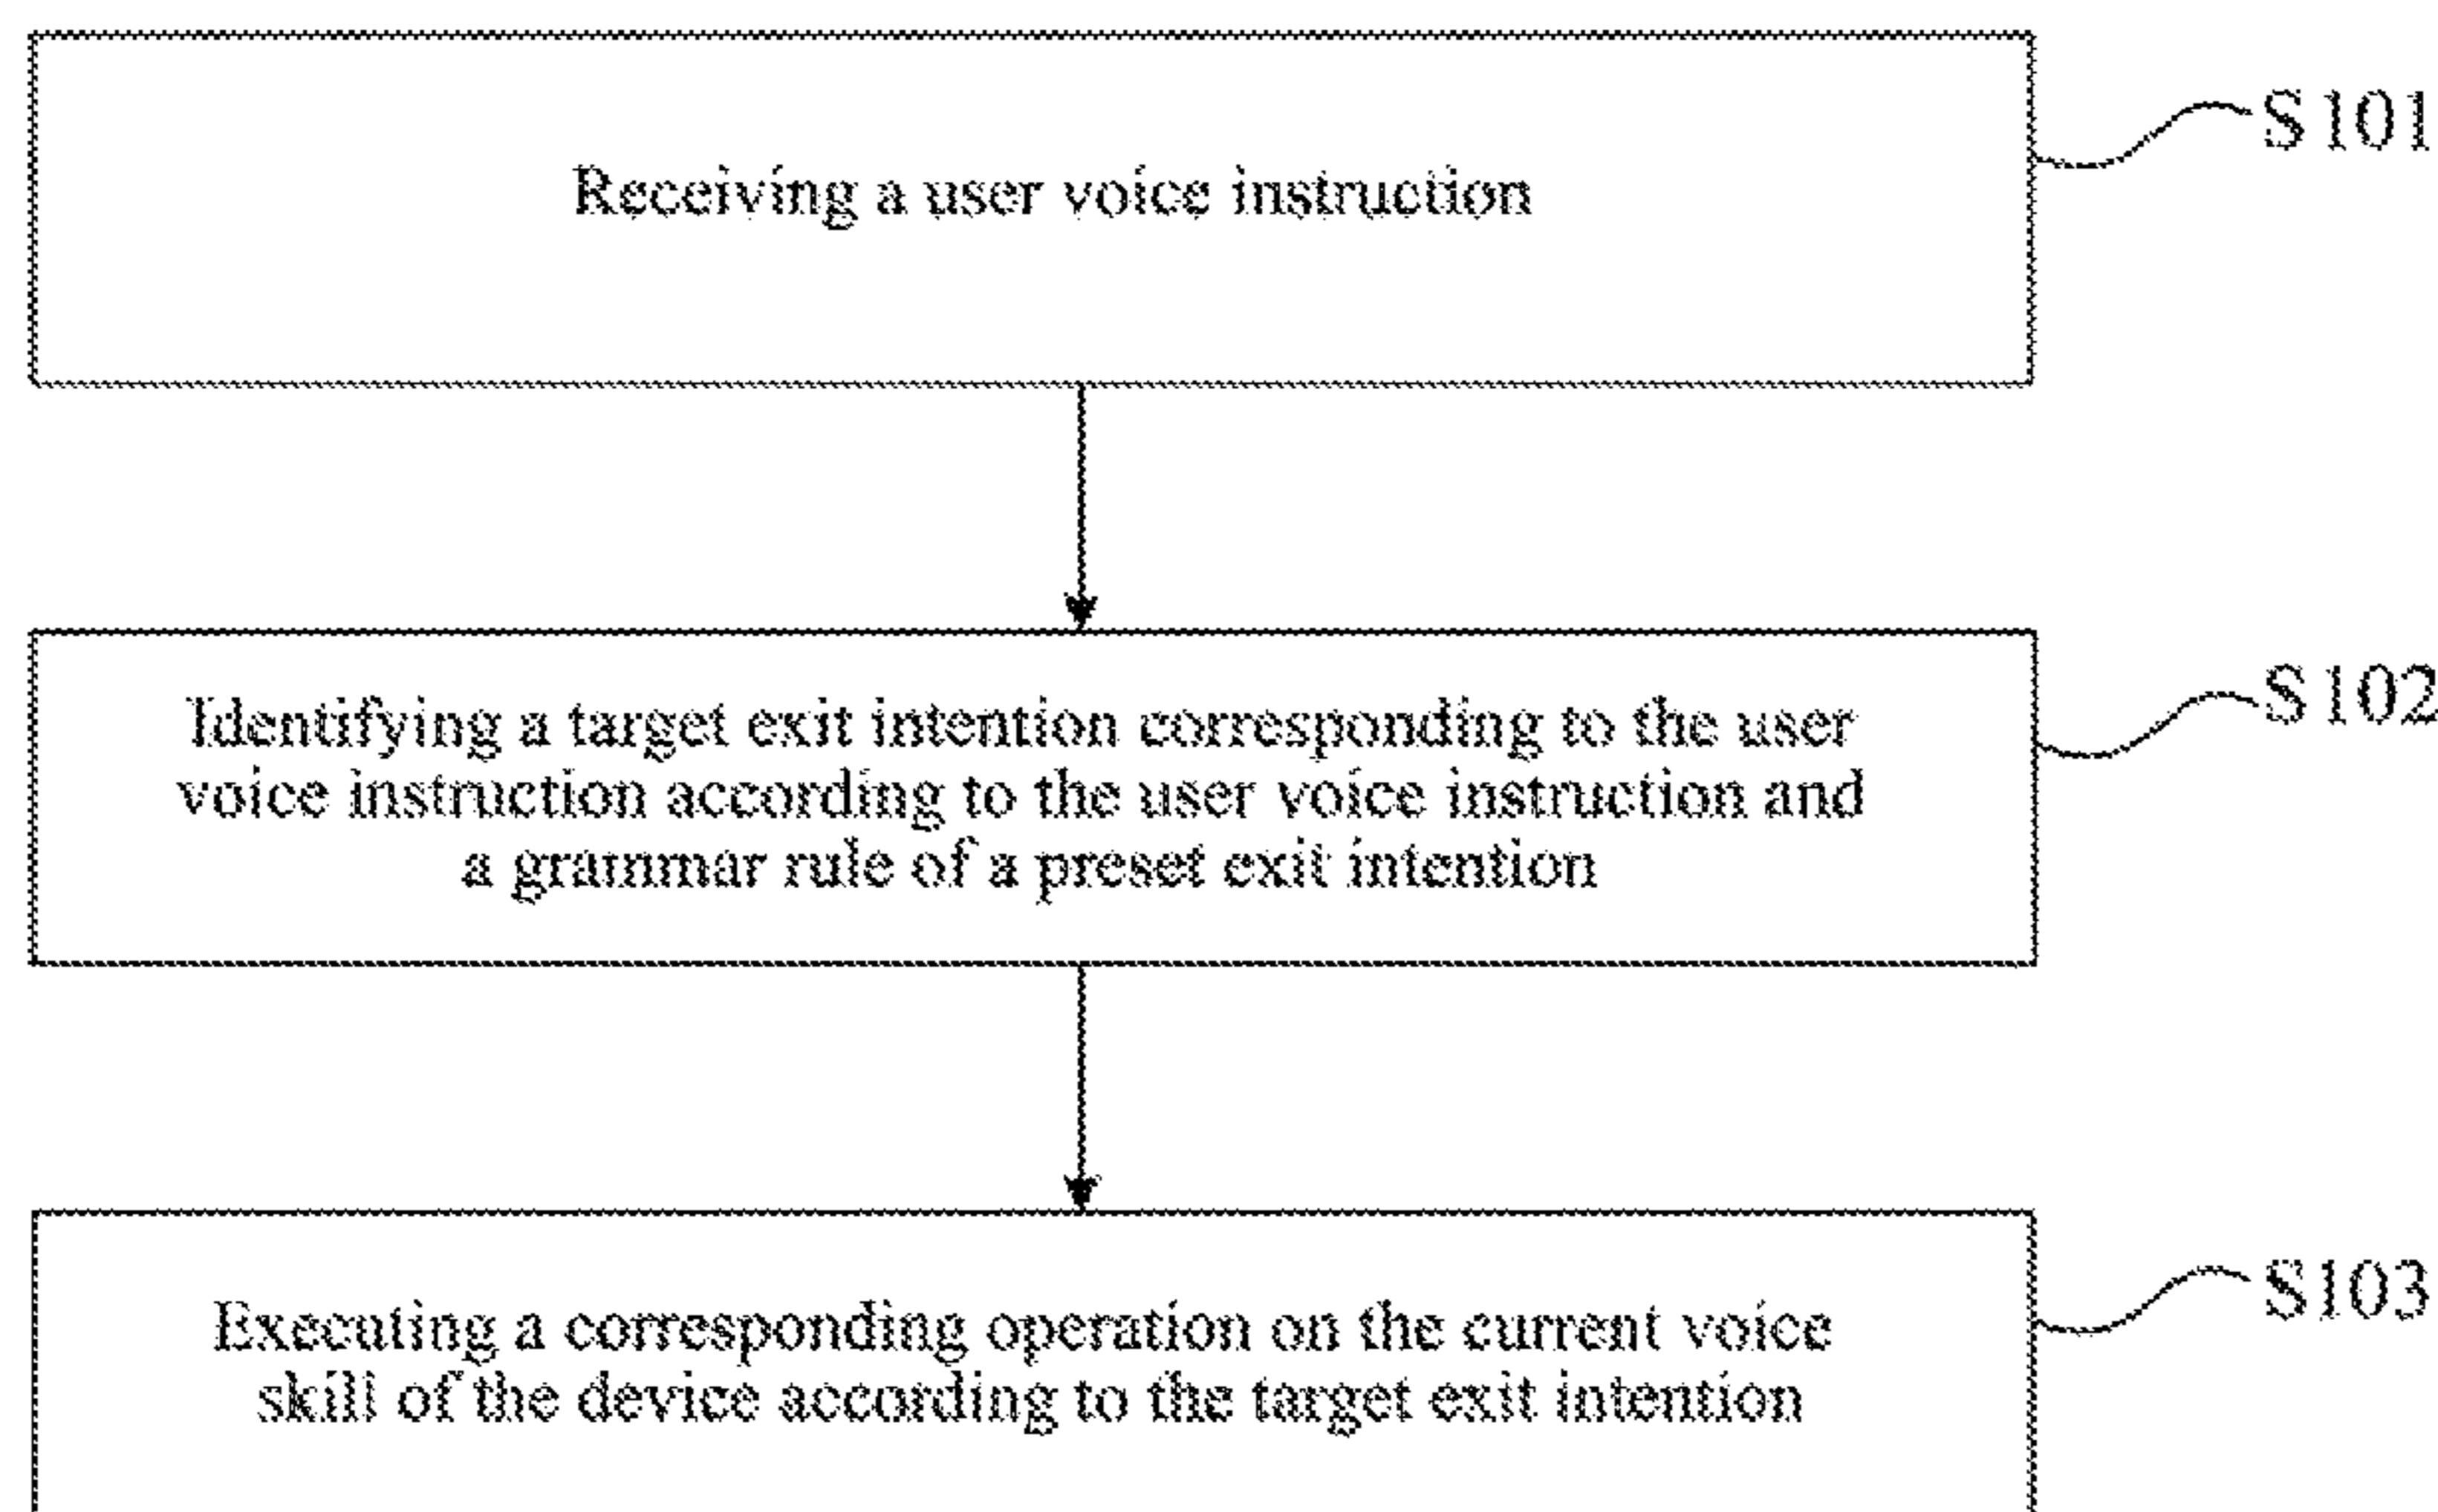 Receiving a user voice instruction
S101
Identifying a target exit intention corresponding to the user
voice instruction according to the user voice instruction and
a grammar rule of a preset exit intention
S102
Executing a corresponding operation on the current voice
skill of the device according to the target exit intention
S103